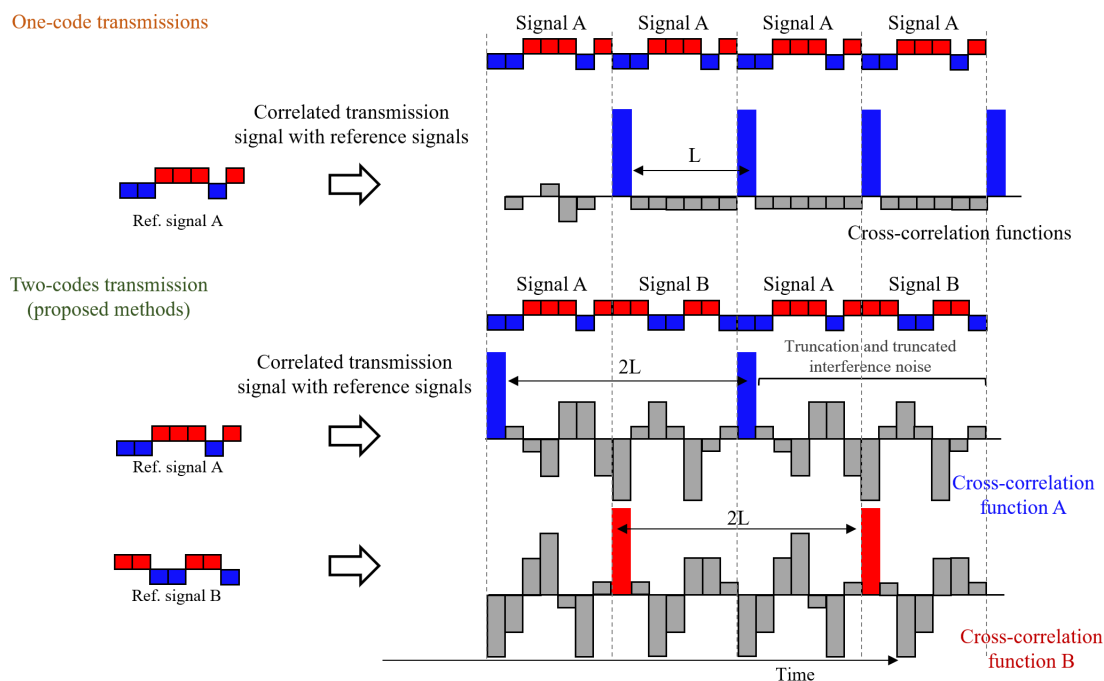 One-code transmissions
Signal A
Signal A
Signal A
Signal A
Correlated transmission
signal with reference signals
L
Ref. signal A
Cross-correlation functions
Two-codes transmission
(proposed methods)
Signal A
Signal B
Signal A
Signal B
Truncation and truncated
interference noise
Correlated transmission
signal with reference signals
2L
Ref. signal A
Cross-correlation
function A
2L
Ref. signal B
Cross-correlation
function B
Time